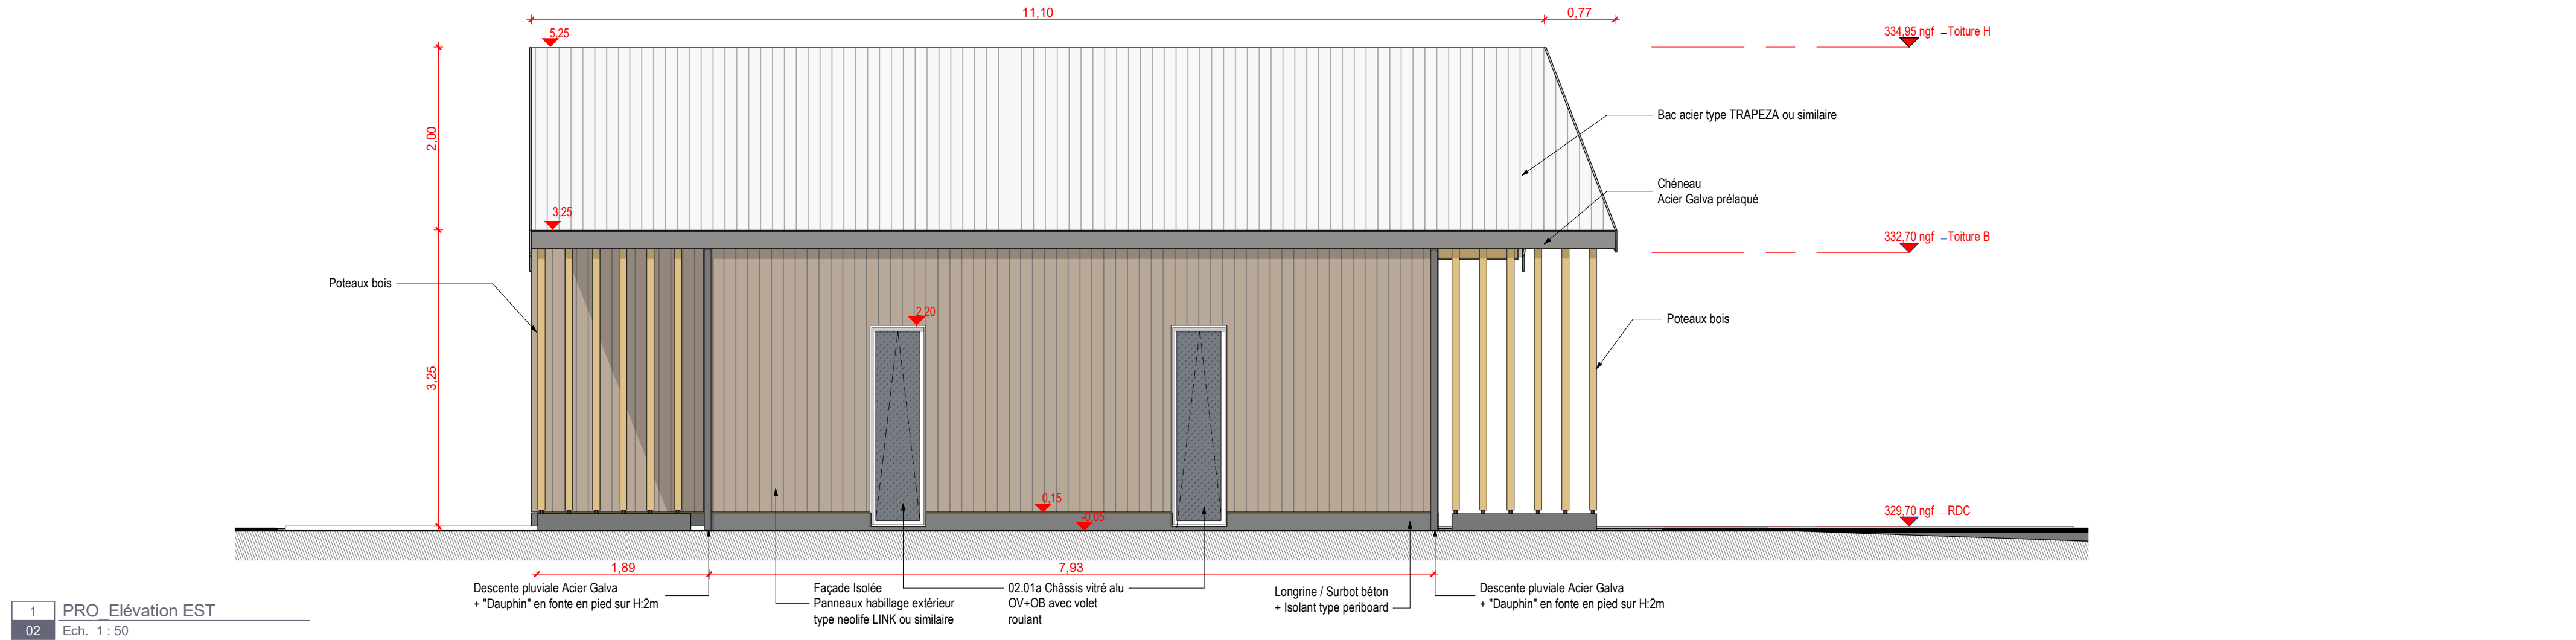 11,10
0,77
5,25
334,95 ngf
Toiture H
2,00
Bac acier type TRAPEZA ou similaire
Chéneau
Acier Galva prélaqué
3,25
332,70 ngf
Toiture B
Poteaux bois
2,20
Poteaux bois
3,25
0,15
-0,05
329,70 ngf
RDC
1,89
7,93
Descente pluviale Acier Galva
+ "Dauphin" en fonte en pied sur H:2m
Façade Isolée
Panneaux habillage extérieur
type neolife LINK ou similaire
02.01a Châssis vitré alu
OV+OB avec volet
roulant
Longrine / Surbot béton
+ Isolant type periboard
Descente pluviale Acier Galva
+ "Dauphin" en fonte en pied sur H:2m
1
PRO_Elévation EST
02
Ech. 1 : 50